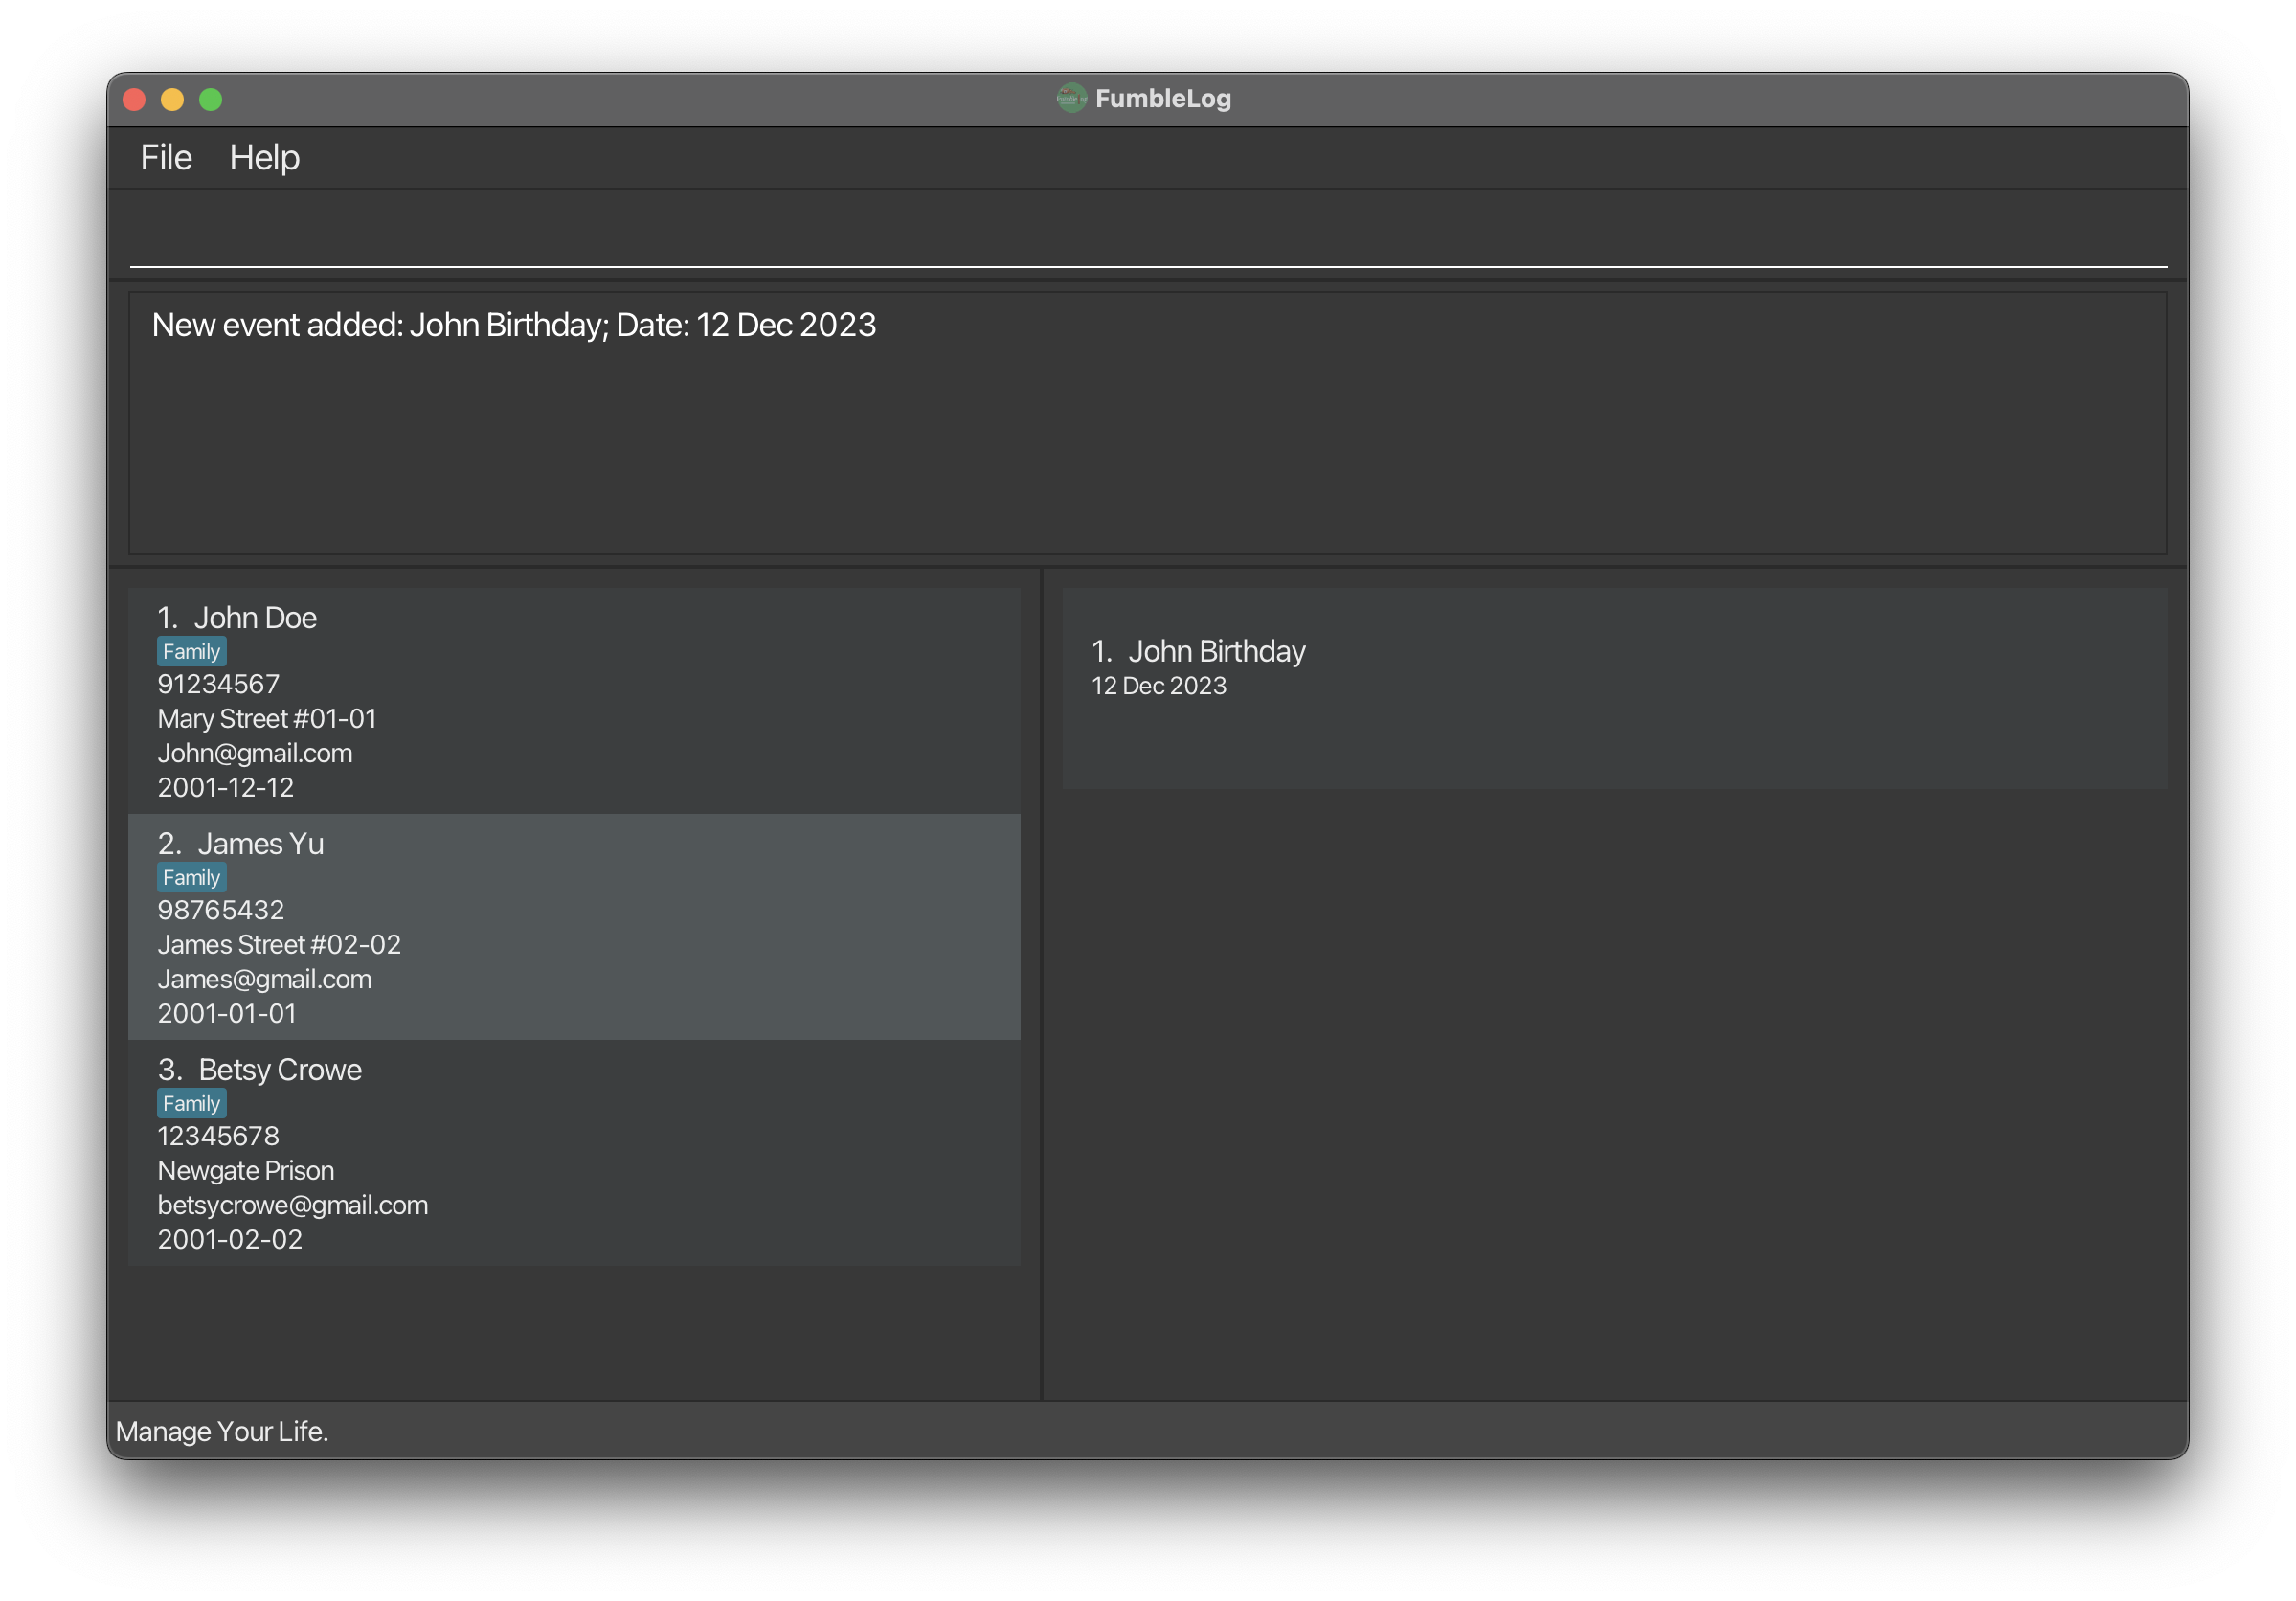 FumbleLog
File Help
New event added: John Birthday; Date: 12 Dec 2023
1. John Doe
Family
91234567
Mary Street #01-01
John@gmail.com
2001-12-12
2. James Yu
Family
98765432
James Street #02-02
James@gmail.com
2001-01-01
3. Betsy Crowe
Family
12345678
Newgate Prison
betsycrowe@gmail.com
2001-02-02
1. John Birthday
12 Dec 2023
Manage Your Life.